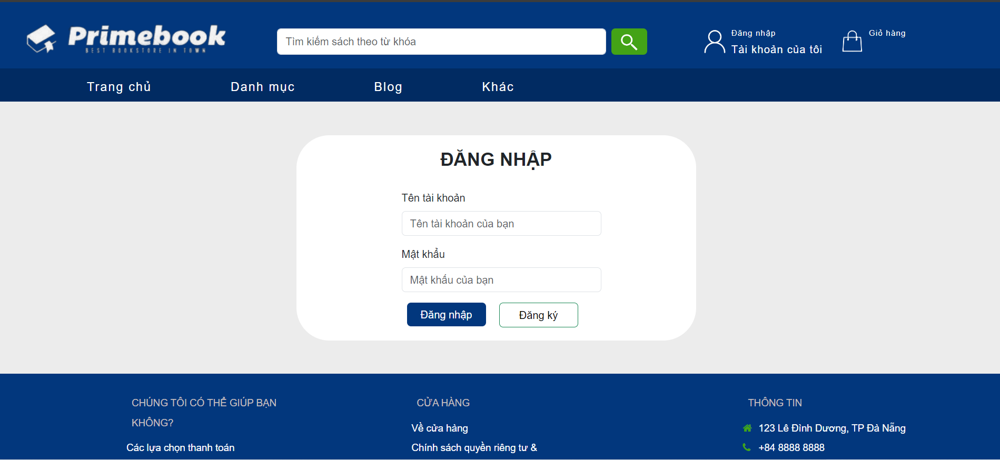 Primebook
BEST BOOKSTORE IN TOWN
Tìm kiếm sách theo từ khóa
Đăng nhập
Tài khoản của tôi
Giỏ hàng
Trang chủ
Danh mục
Blog
Khác
ĐĂNG NHẬP
Tên tài khoản
Tên tài khoản của bạn
Mật khẩu
Mật khấu của bạn
Đăng nhập
Đăng ký
CHÚNG TÔI CÓ THỂ GIÚP BẠN
KHÔNG?
Các lựa chọn thanh toán
CỬA HÀNG
Về cửa hàng
Chính sách quyền riêng tư &
THÔNG TIN
123 Lê Đình Dương, TP Đà Nẵng
+84 8888 8888